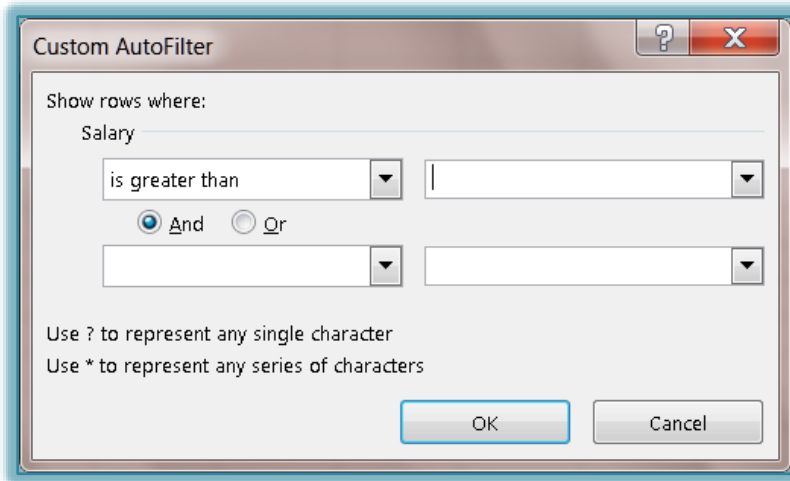 Custom AutoFilter
Show rows where:
Salary
is greater than
And Or
Use ? to represent any single character
Use * to represent any series of characters
OK Cancel